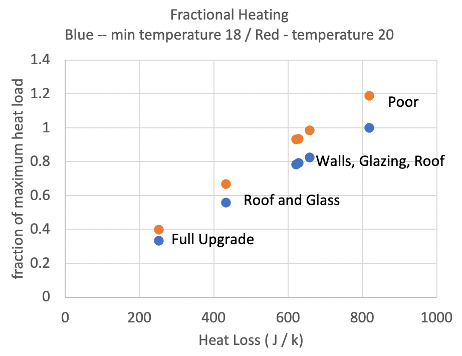 Fractional Heating
Blue -- min temperature 18 / Red - temperature 20
1.4
1.2
1
0.8
0.6
0.4
0.2
0
fraction of maximum heat load
Poor
Walls, Glazing, Roof
Roof and Glass
Full Upgrade
0 200 400 600 800 1000
Heat Loss ( J / k)